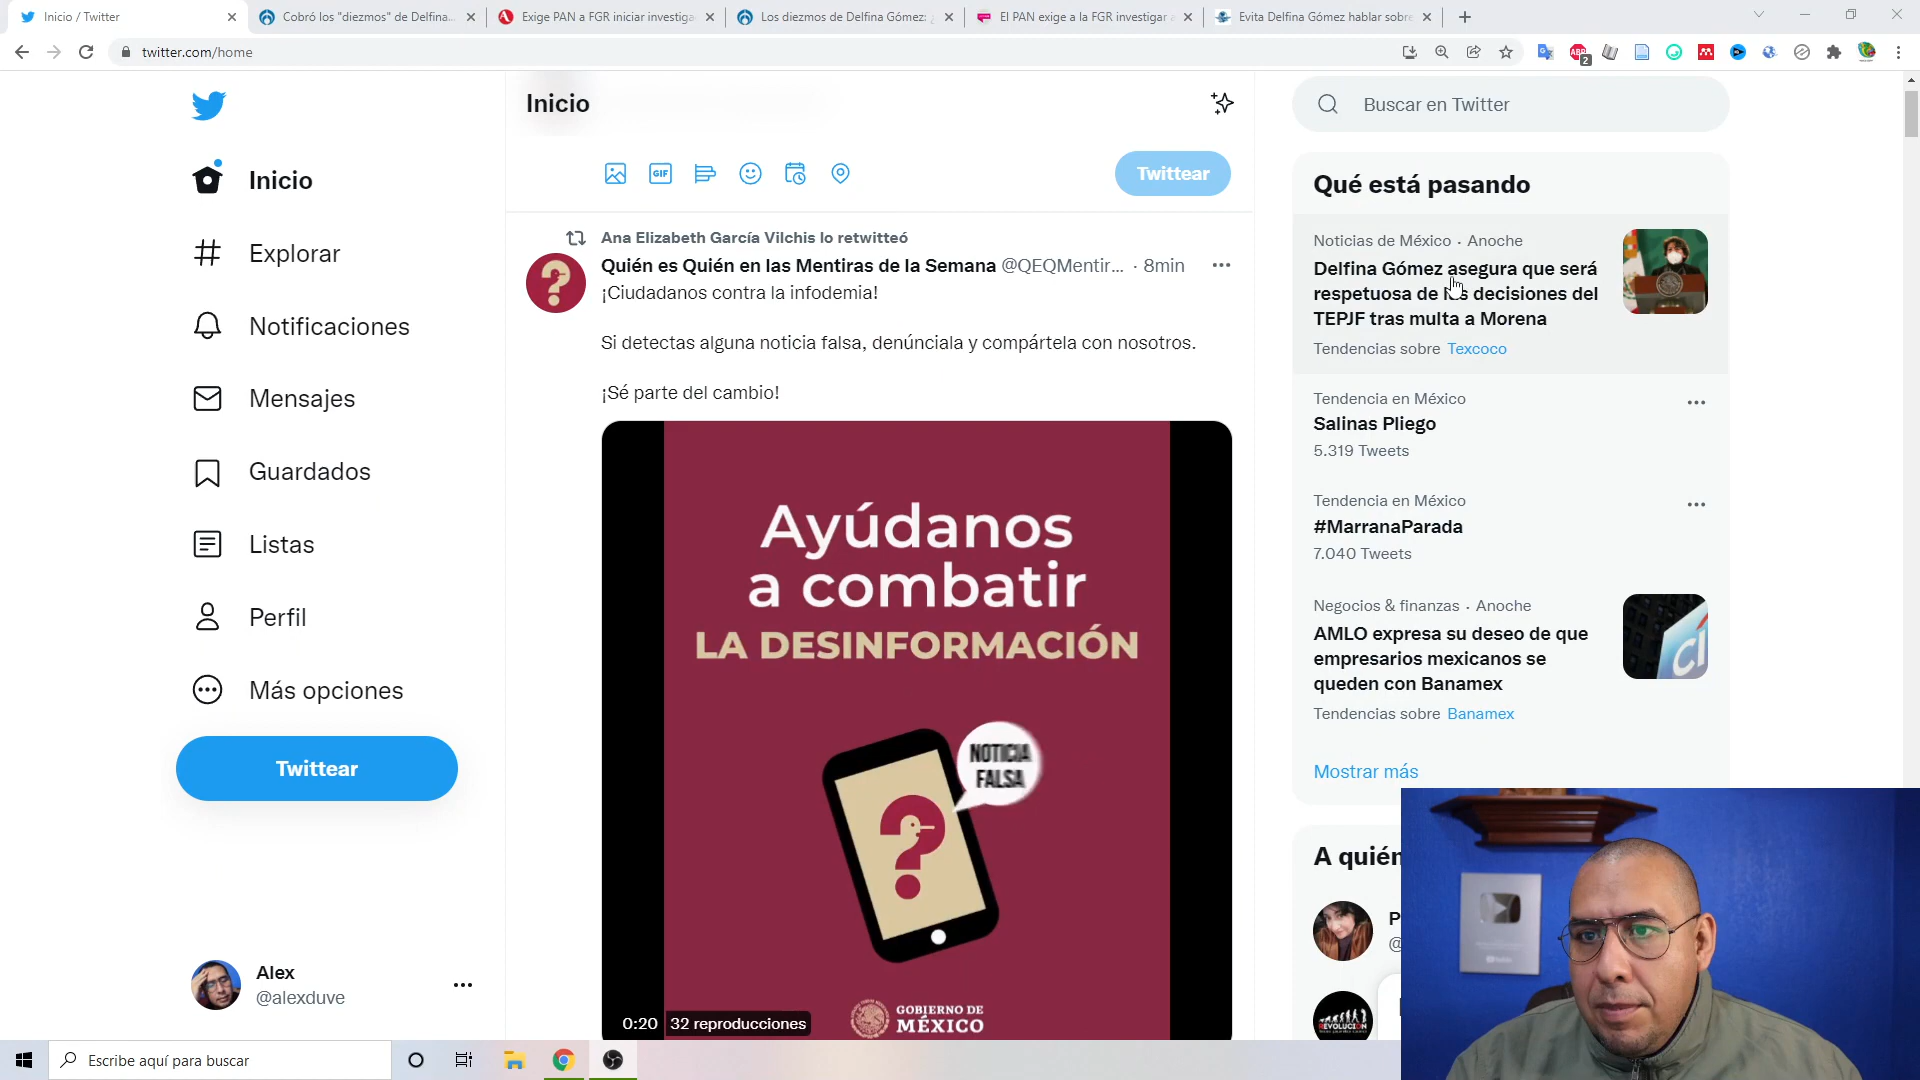 Inicio / Twitter
Cobró los "diezmos" de Delfina...
Exige PAN a FGR iniciar investiga
Los diezmos de Delfina Gómez:
El PAN exige a la FGR investigar
Evita Delfina Gómez hablar sobre
twitter.com/home
ABP
2
Inicio
Explorar
Notificaciones
Mensajes
Guardados
Listas
Perfil
Más opciones
Twittear
Alex
@alexduve
Inicio
GIF
Twittear
Ana Elizabeth García Vilchis lo retwitteó
Quién es Quién en las Mentiras de la Semana @QEQMentir... · 8min
¡Ciudadanos contra la infodemia!
Si detectas alguna noticia falsa, denúnciala y compártela con nosotros.
¡Sé parte del cambio!
Ayúdanos
a combatir
LA DESINFORMACIÓN
NOTICIA
FALSA
GOBIERNO DE
MÉXICO
0:20
32 reproducciones
Buscar en Twitter
Qué está pasando
Noticias de México · Anoche
Delfina Gómez asegura que será
respetuosa de las decisiones del
TEPJF tras multa a Morena
Tendencias sobre Texcoco
Tendencia en México
Salinas Pliego
5.319 Tweets
Tendencia en México
#MarranaParada
7.040 Tweets
Negocios & finanzas · Anoche
AMLO expresa su deseo de que
empresarios mexicanos se
queden con Banamex
Tendencias sobre Banamex
Mostrar más
A quién
P
@
REVOLUCION
Escribe aquí para buscar